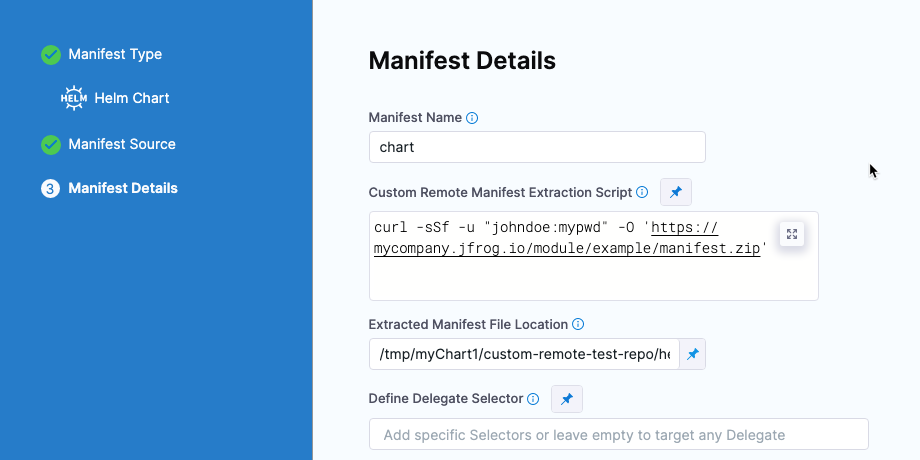 Manifest Type
HELM Helm Chart
Manifest Source
3 Manifest Details
Manifest Details
Manifest Name
chart
Custom Remote Manifest Extraction Script
curl -sSf -u "johndoe:mypwd" -O 'https://
mycompany.jfrog.io/module/example/manifest.zip'
Extracted Manifest File Location
/tmp/myChart1/custom-remote-test-repo/he
Define Delegate Selector
Add specific Selectors or leave empty to target any Delegate